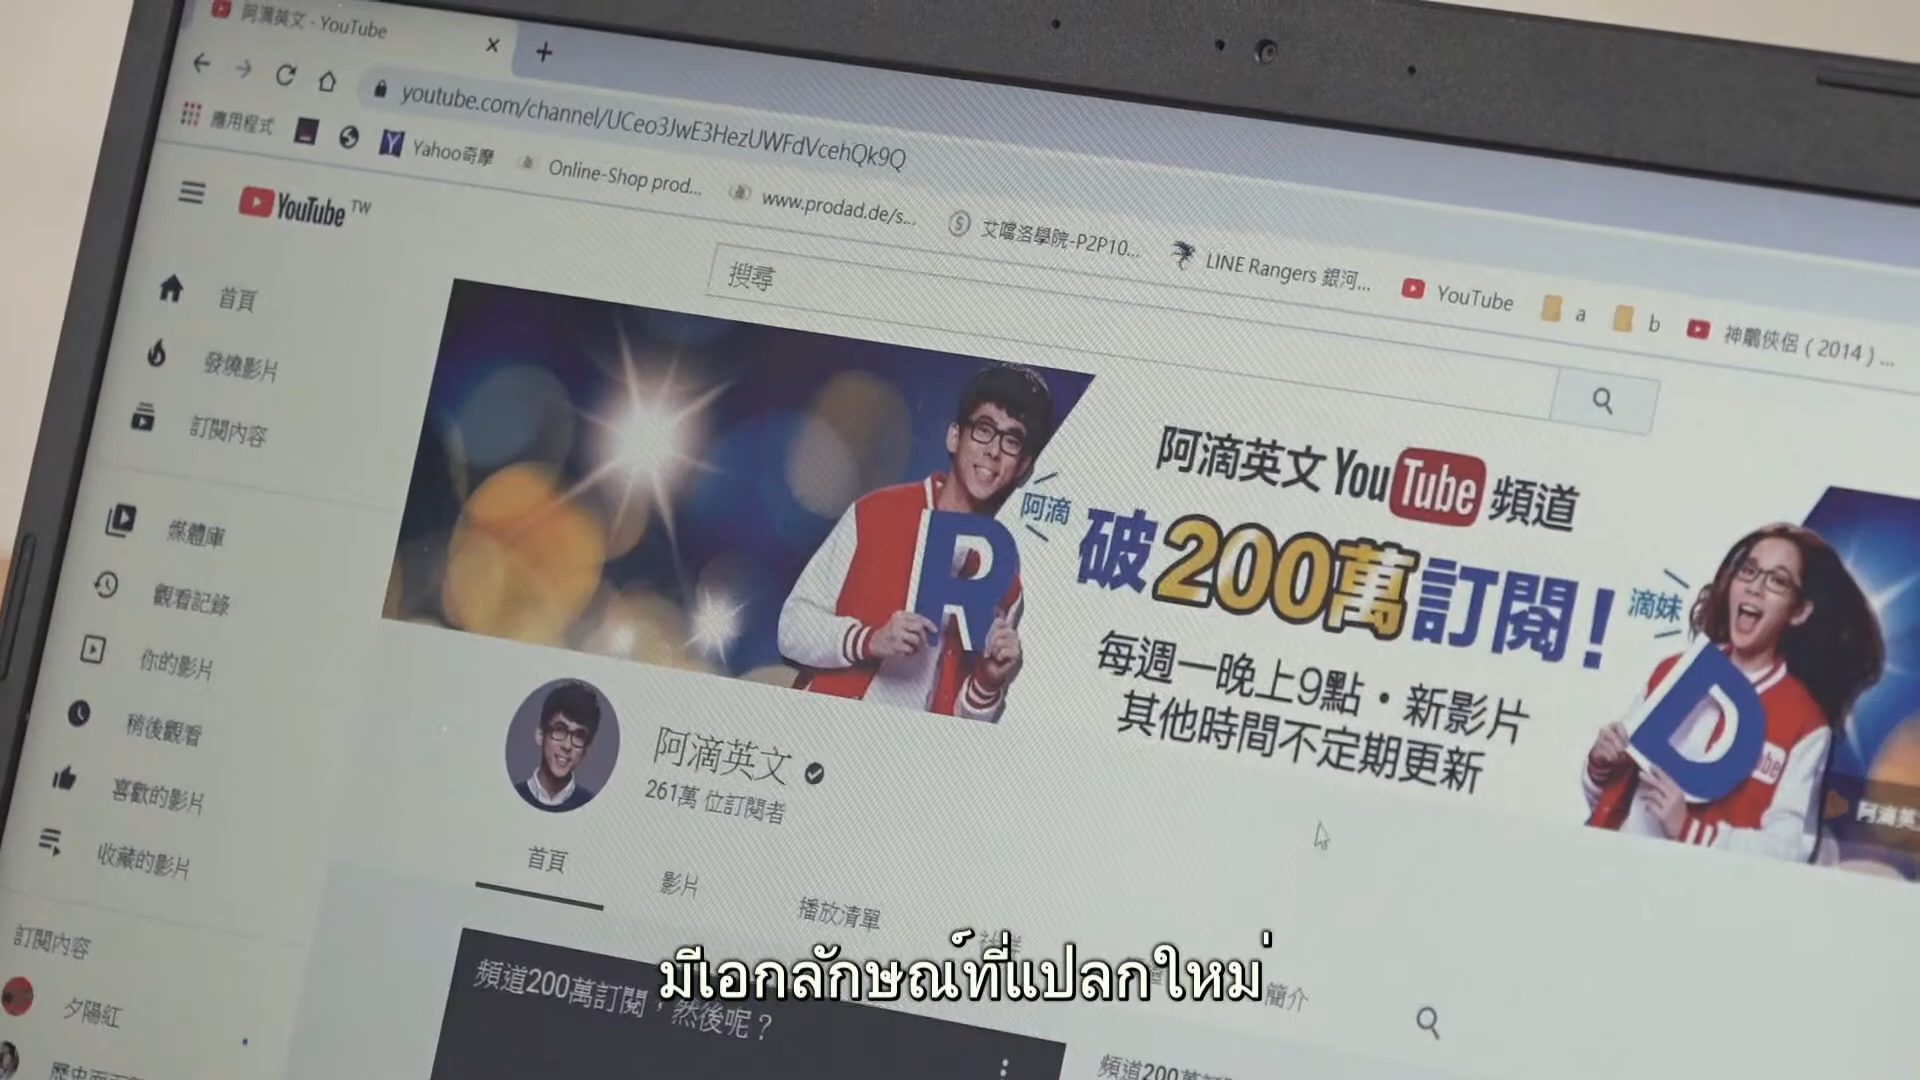 阿滴英文 - YouTube
youtube.com/channel/UCeo3JwE3HezUWFdVcehQk9Q
應用程式
Yahoo奇摩
Online-Shop prod...
www.prodad.de/s...
艾噹洛學院-P2P10...
LINE Rangers 銀河...
YouTube
a
b
神鵰俠侶 ( 2014 ) ...
YouTube TW
搜尋
首頁
發燒影片
訂閱內容
媒體庫
觀看記錄
你的影片
稍後觀看
喜歡的影片
收藏的影片
訂閱內容
夕陽紅
R
阿滴
阿滴英文 YouTube 頻道
破200萬訂閱!
每週一晚上9點・新影片
其他時間不定期更新
滴妹
D
阿滴英文
261萬 位訂閱者
首頁
影片
播放清單
簡介
頻道200萬訂閱，然後呢？
มีเอกลักษณ์ที่แปลกใหม่